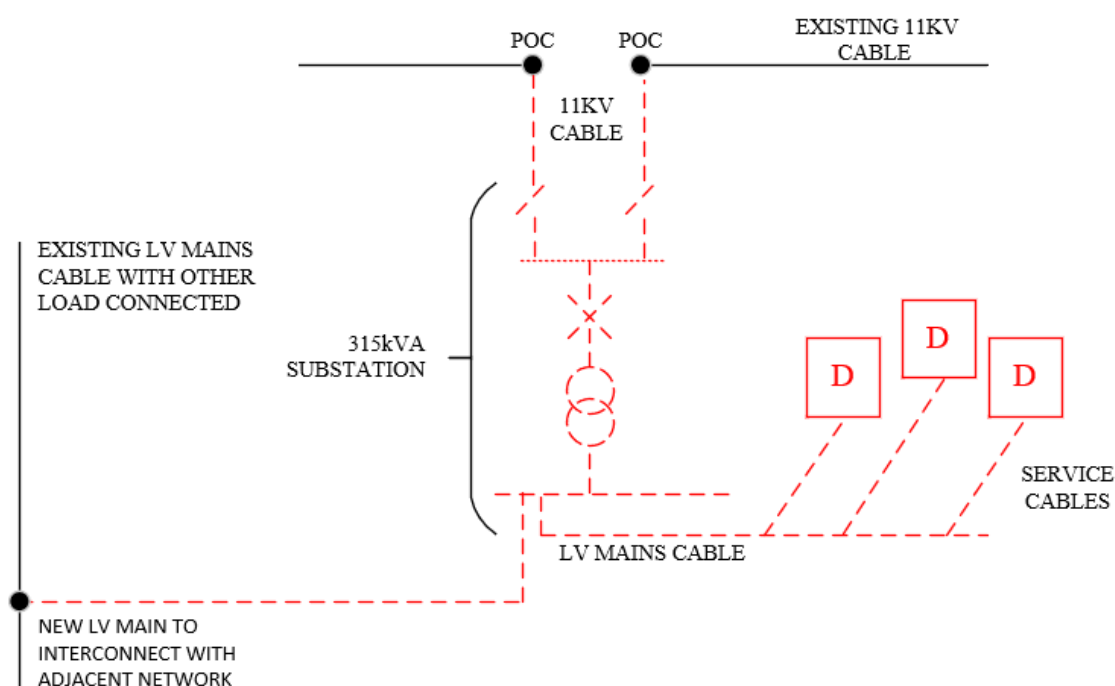 POC
POC
EXISTING 11KV
CABLE
11KV
CABLE
EXISTING LV MAINS
CABLE WITH OTHER
LOAD CONNECTED
315kVA
SUBSTATION
D
D
D
SERVICE
CABLES
LV MAINS CABLE
NEW LV MAIN TO
INTERCONNECT WITH
ADJACENT NETWORK